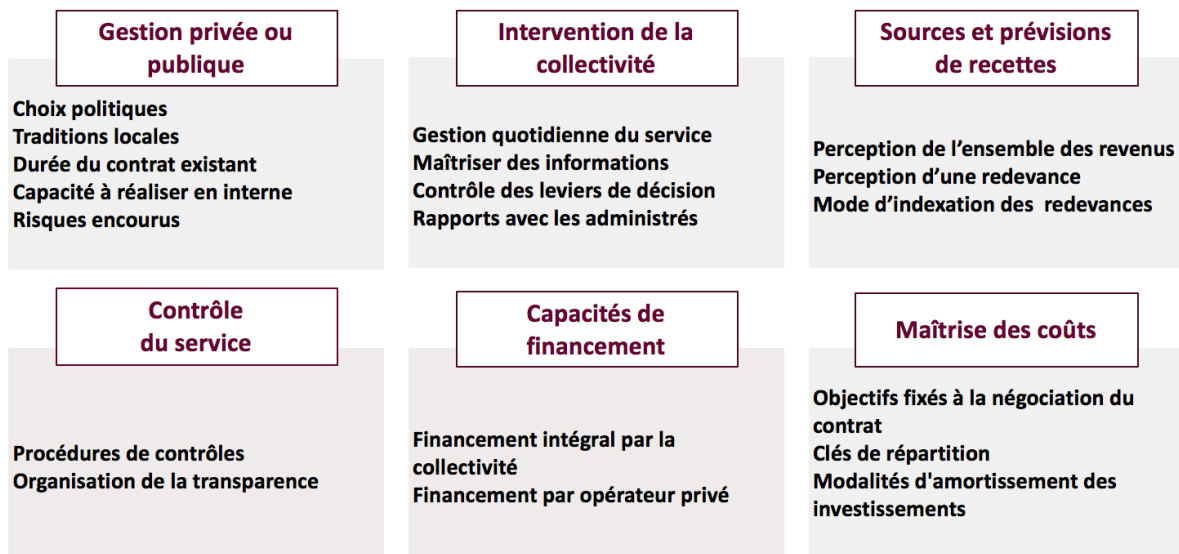 Gestion privée ou
publique
Choix politiques
Traditions locales
Durée du contrat existant
Capacité à réaliser en interne
Risques encourus
Intervention de la
collectivité
Gestion quotidienne du service
Maîtriser des informations
Contrôle des leviers de décision
Rapports avec les administrés
Sources et prévisions
de recettes
Perception de l’ensemble des revenus
Perception d’une redevance
Mode d’indexation des redevances
Contrôle
du service
Procédures de contrôles
Organisation de la transparence
Capacités de
financement
Financement intégral par la
collectivité
Financement par opérateur privé
Maîtrise des coûts
Objectifs fixés à la négociation du
contrat
Clés de répartition
Modalités d'amortissement des
investissements